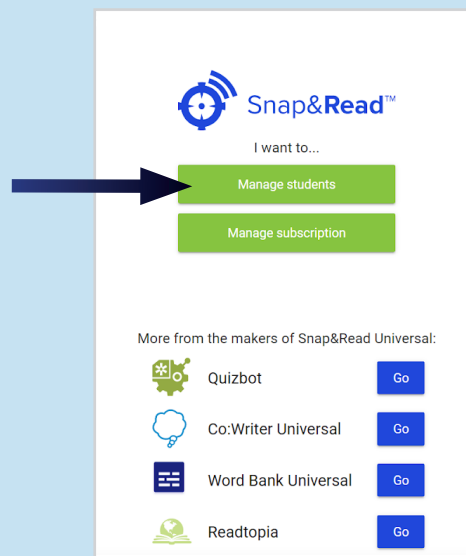 Snap&Read™
I want to...
Manage students
Manage subscription
More from the makers of Snap&Read Universal:
Quizbot Go
Co:Writer Universal Go
Word Bank Universal Go
Readtopia Go